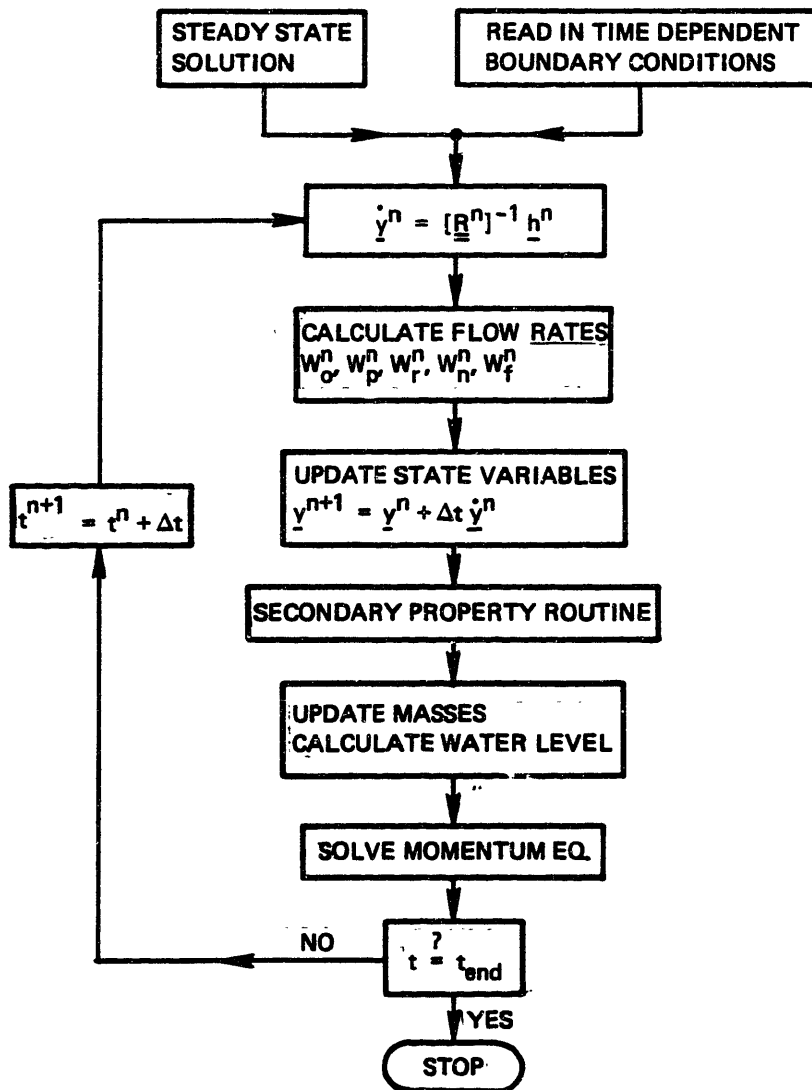 STEADY STATE
SOLUTION
READ IN TIME DEPENDENT
BOUNDARY CONDITIONS
ẏⁿ = [Rⁿ]⁻¹ hⁿ
CALCULATE FLOW RATES
Wₒⁿ, Wₚⁿ, Wᵣⁿ, Wₙⁿ, W_fⁿ
UPDATE STATE VARIABLES
yⁿ⁺¹ = yⁿ + Δt ẏⁿ
tⁿ⁺¹ = tⁿ + Δt
SECONDARY PROPERTY ROUTINE
UPDATE MASSES
CALCULATE WATER LEVEL
SOLVE MOMENTUM EQ.
NO
?
t = t_end
YES
STOP